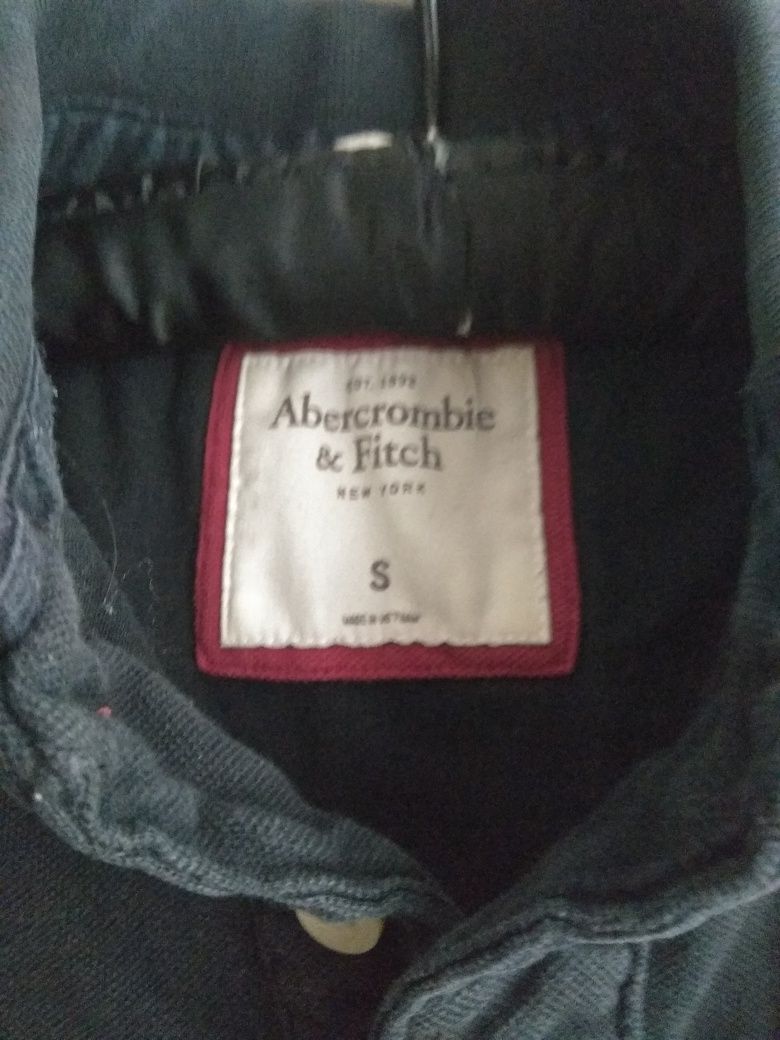 EST. 1892
Abercrombie
& Fitch
NEW YORK
S
MADE IN VIETNAM